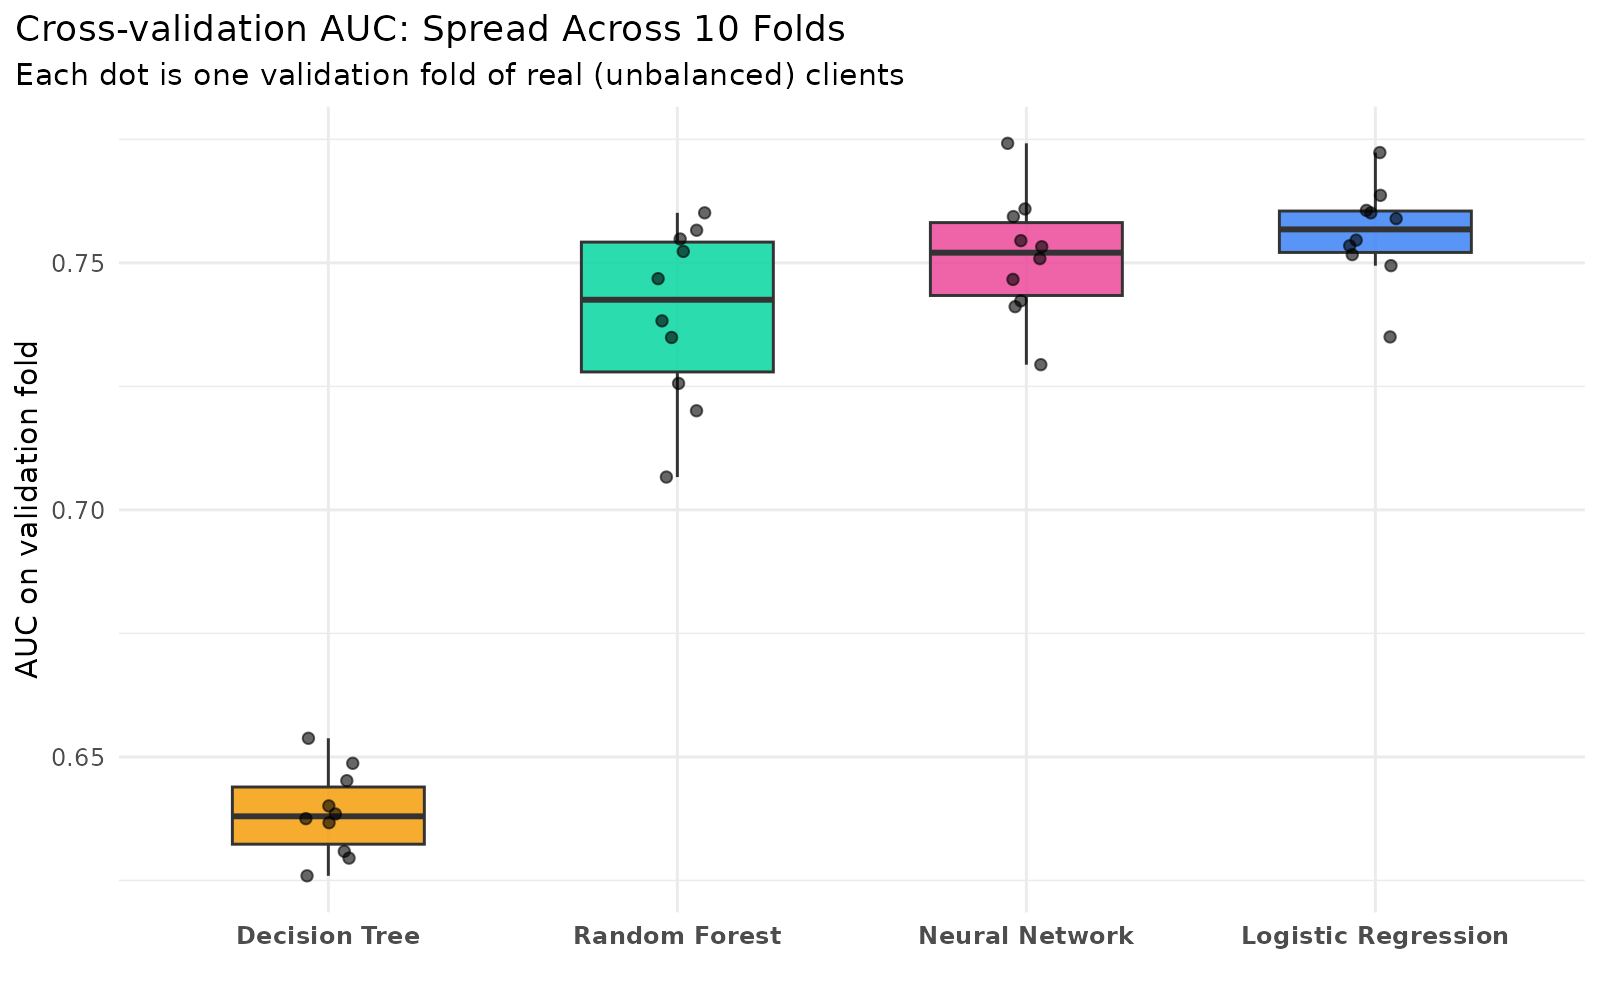 Cross-validation AUC: Spread Across 10 Folds
Each dot is one validation fold of real (unbalanced) clients
AUC on validation fold
0.75
0.70
0.65
Decision Tree
Random Forest
Neural Network
Logistic Regression